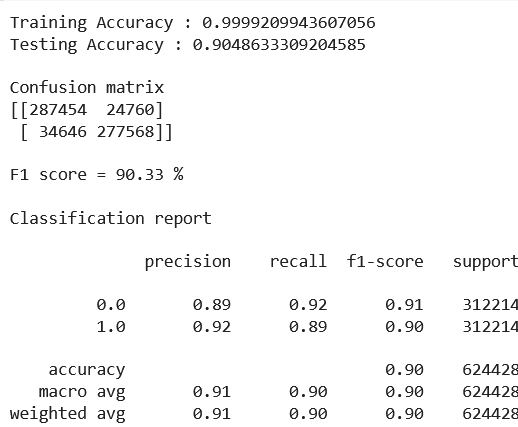 Training Accuracy : 0.9999209943607056
Testing Accuracy : 0.9048633309204585
Confusion matrix
[[287454  24760]
 [ 34646 277568]]
F1 score = 90.33 %
Classification report
precision    recall  f1-score   support
0.0       0.89      0.92      0.91    312214
1.0       0.92      0.89      0.90    312214
accuracy                           0.90    624428
macro avg       0.91      0.90      0.90    624428
weighted avg       0.91      0.90      0.90    624428